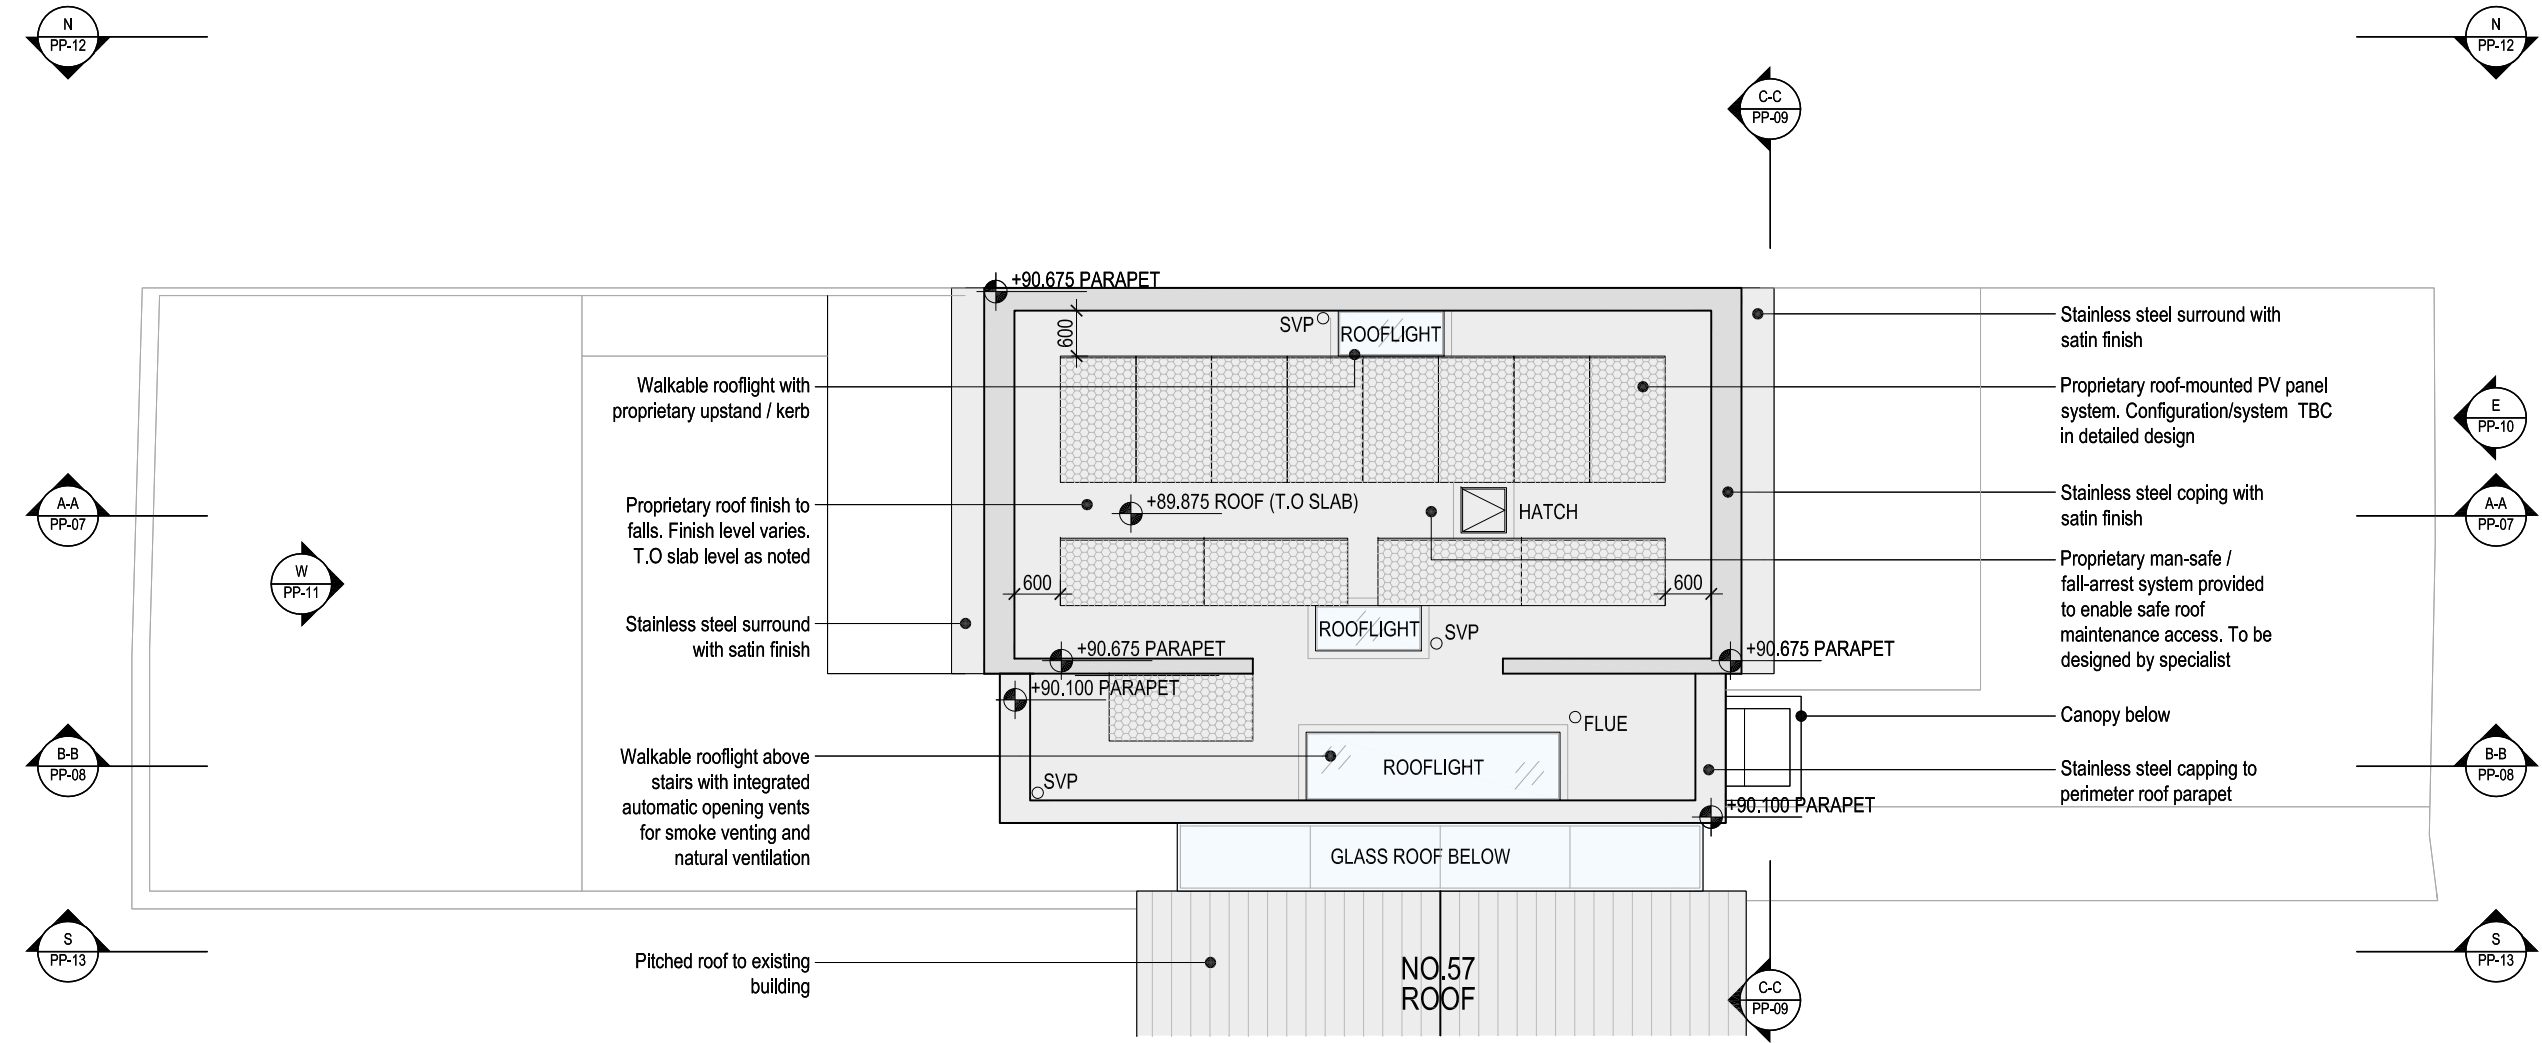 N
PP-12
N
PP-12
C-C
PP-09
+90.675 PARAPET
600
SVP
ROOFLIGHT
Stainless steel surround with
satin finish
Walkable rooflight with
proprietary upstand / kerb
Proprietary roof-mounted PV panel
system. Configuration/system TBC
in detailed design
E
PP-10
A-A
PP-07
Proprietary roof finish to
falls. Finish level varies.
T.O slab level as noted
+89.875 ROOF (T.O SLAB)
HATCH
Stainless steel coping with
satin finish
A-A
PP-07
W
PP-11
600
600
Proprietary man-safe /
fall-arrest system provided
to enable safe roof
maintenance access. To be
designed by specialist
Stainless steel surround
with satin finish
ROOFLIGHT
SVP
+90.675 PARAPET
+90.675 PARAPET
+90.100 PARAPET
FLUE
Canopy below
B-B
PP-08
Walkable rooflight above
stairs with integrated
automatic opening vents
for smoke venting and
natural ventilation
SVP
ROOFLIGHT
Stainless steel capping to
perimeter roof parapet
B-B
PP-08
+90.100 PARAPET
GLASS ROOF BELOW
S
PP-13
Pitched roof to existing
building
NO.57
ROOF
C-C
PP-09
S
PP-13